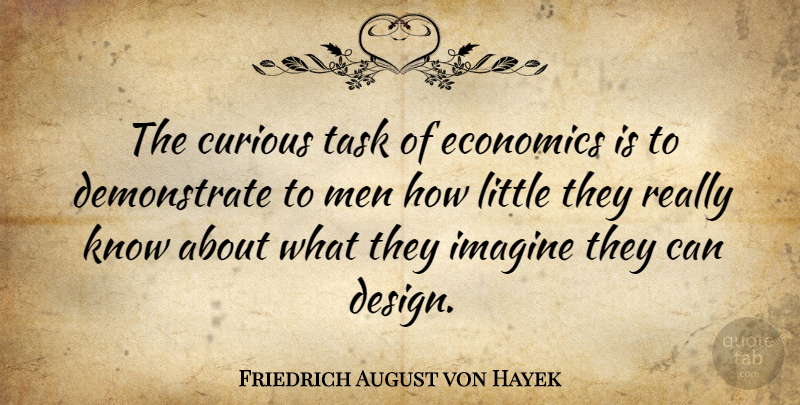 The curious task of economics is to
demonstrate to men how little they really
know about what they imagine they can
design.
Friedrich August von Hayek
quote
tab
.com